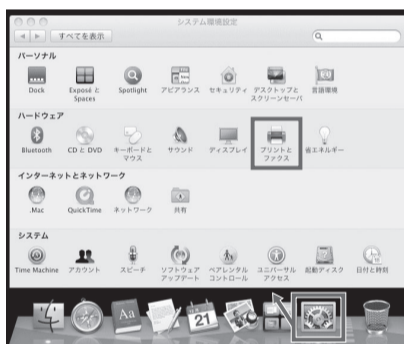 システム環境設定
すべてを表示
パーソナル
Dock
Exposé と Spaces
Spotlight
アピアランス
セキュリティ
デスクトップと スクリーンセーバ
言語環境
ハードウェア
Bluetooth
CD と DVD
キーボードと マウス
サウンド
ディスプレイ
プリントと ファクス
省エネルギー
インターネットとネットワーク
.Mac
QuickTime
ネットワーク
共有
システム
Time Machine
アカウント
スピーチ
ソフトウェア アップデート
ペアレンタル コントロール
ユニバーサル アクセス
起動ディスク
日付と時刻
Aa
21